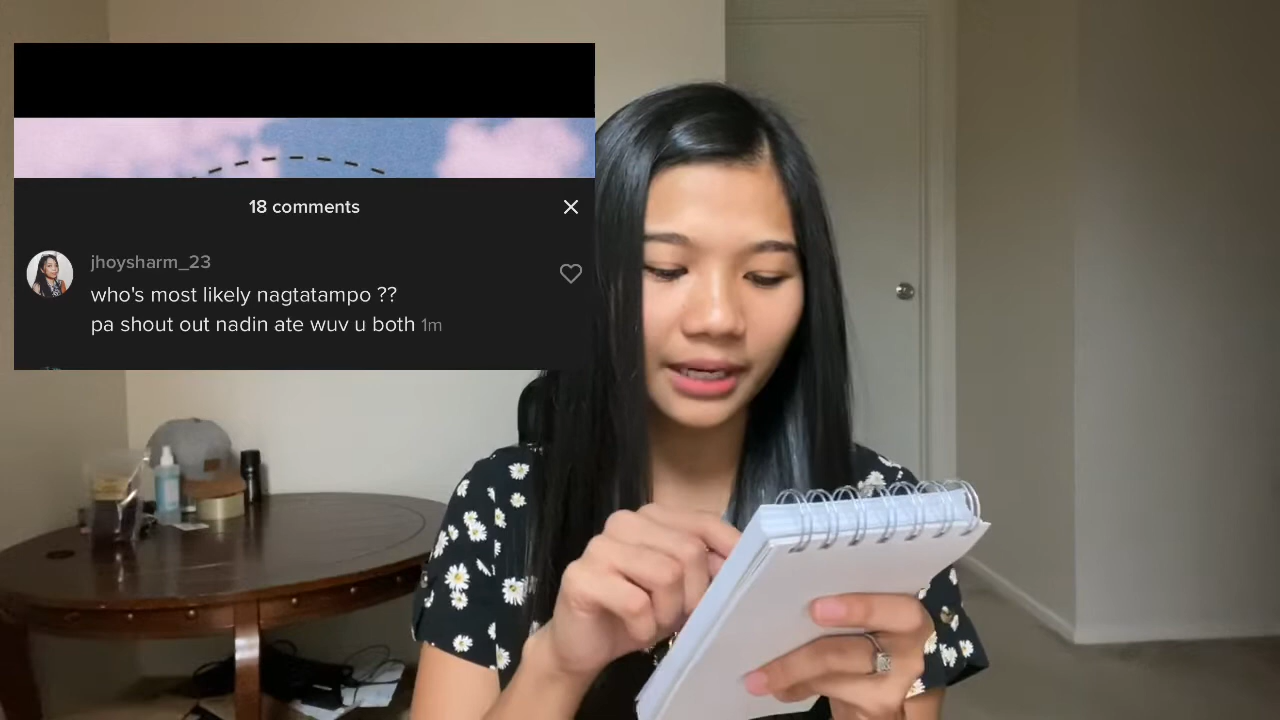 18 comments
jhoysharm_23
who's most likely nagtatampo ??
pa shout out nadin ate wuv u both 1m